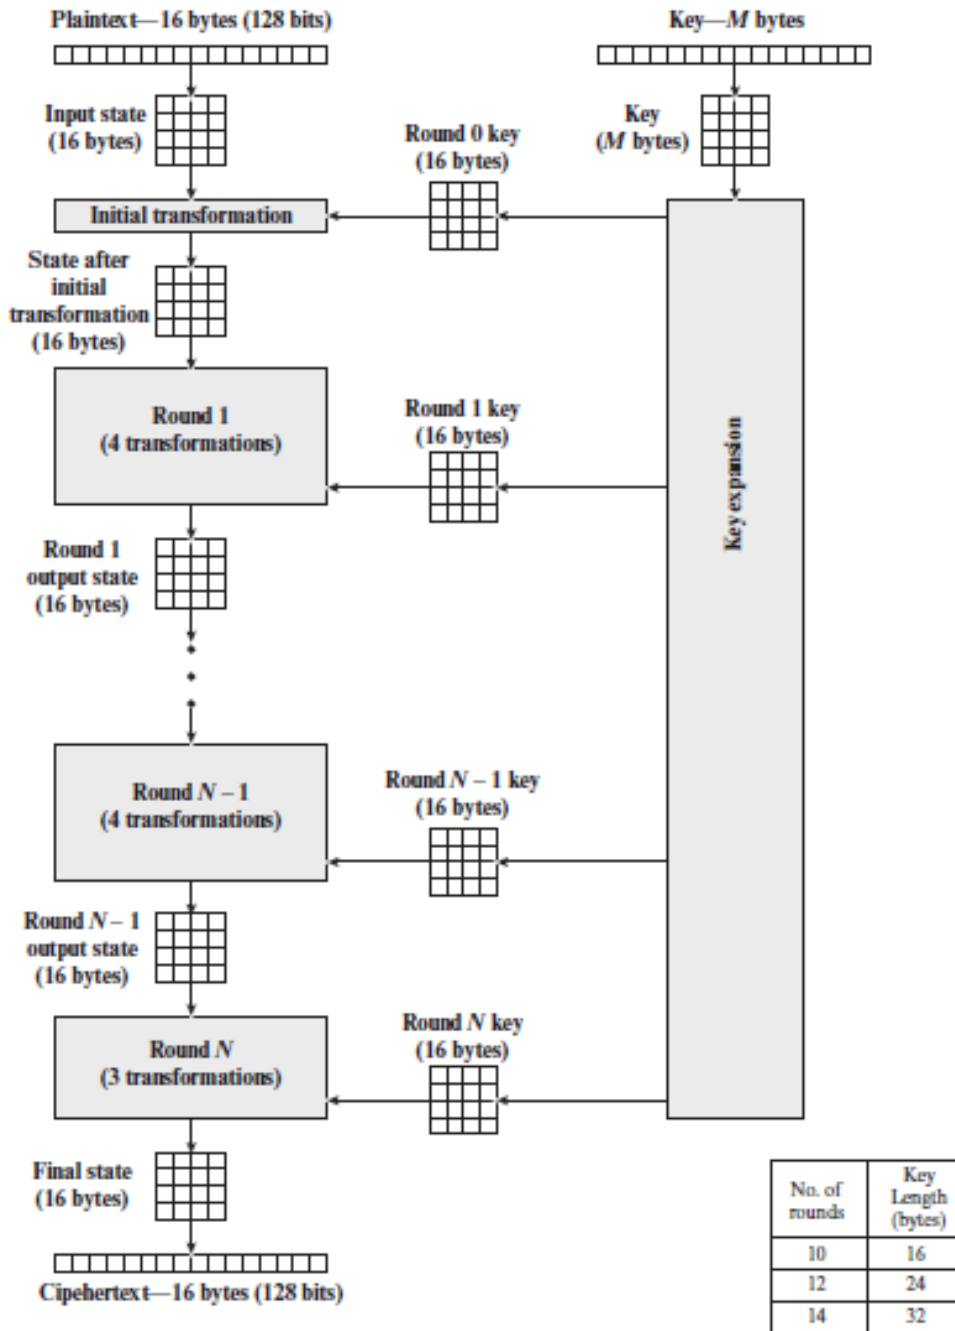 Plaintext—16 bytes (128 bits)
Key—M bytes
Input state
(16 bytes)
Key
(M bytes)
Round 0 key
(16 bytes)
Initial transformation
State after
initial
transformation
(16 bytes)
Round 1
(4 transformations)
Round 1 key
(16 bytes)
Key expansion
Round 1
output state
(16 bytes)
Round N – 1
(4 transformations)
Round N – 1 key
(16 bytes)
Round N – 1
output state
(16 bytes)
Round N
(3 transformations)
Round N key
(16 bytes)
Final state
(16 bytes)
Cipehertext—16 bytes (128 bits)
No. of
rounds
Key
Length
(bytes)
10 16
12 24
14 32